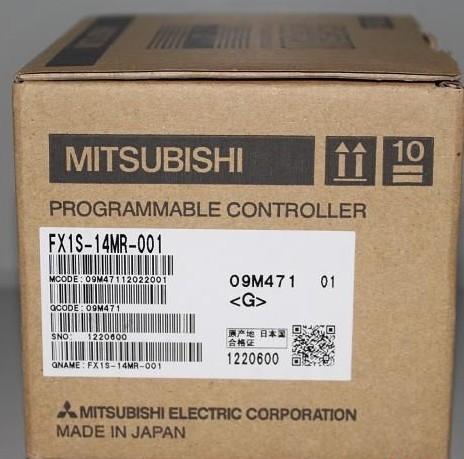 MITSUBISHI
10
PROGRAMMABLE CONTROLLER
FX1S-14MR-001
MCODE: 09M47112022001
09M471 01
<G>
GCODE: 09M471
SNO: 1220600
原产地 日本国
合格证
1220600
GNAME: FX1S-14MR-001
MITSUBISHI ELECTRIC CORPORATION
MADE IN JAPAN